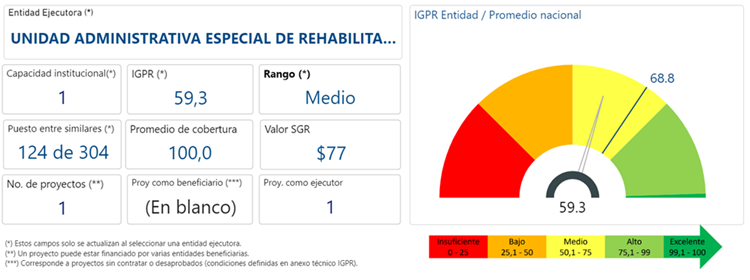 Entidad Ejecutora (*)
UNIDAD ADMINISTRATIVA ESPECIAL DE REHABILITA...
Capacidad institucional(*)
1
IGPR (*)
59,3
Rango (*)
Medio
Puesto entre similares (*)
124 de 304
Promedio de cobertura
100,0
Valor SGR
$77
No. de proyectos (**)
1
Proy como beneficiario (***)
(En blanco)
Proy. como ejecutor
1
(*) Estos campos solo se actualizan al seleccionar una entidad ejecutora.
(**) Un proyecto puede estar financiado por varias entidades beneficiarias.
(***) Corresponde a proyectos sin contratar o desaprobados (condiciones definidas en anexo técnico IGPR).
IGPR Entidad / Promedio nacional
68.8
59.3
Insuficiente
0 - 25
Bajo
25,1 - 50
Medio
50,1 - 75
Alto
75,1 - 99
Excelente
99,1 - 100